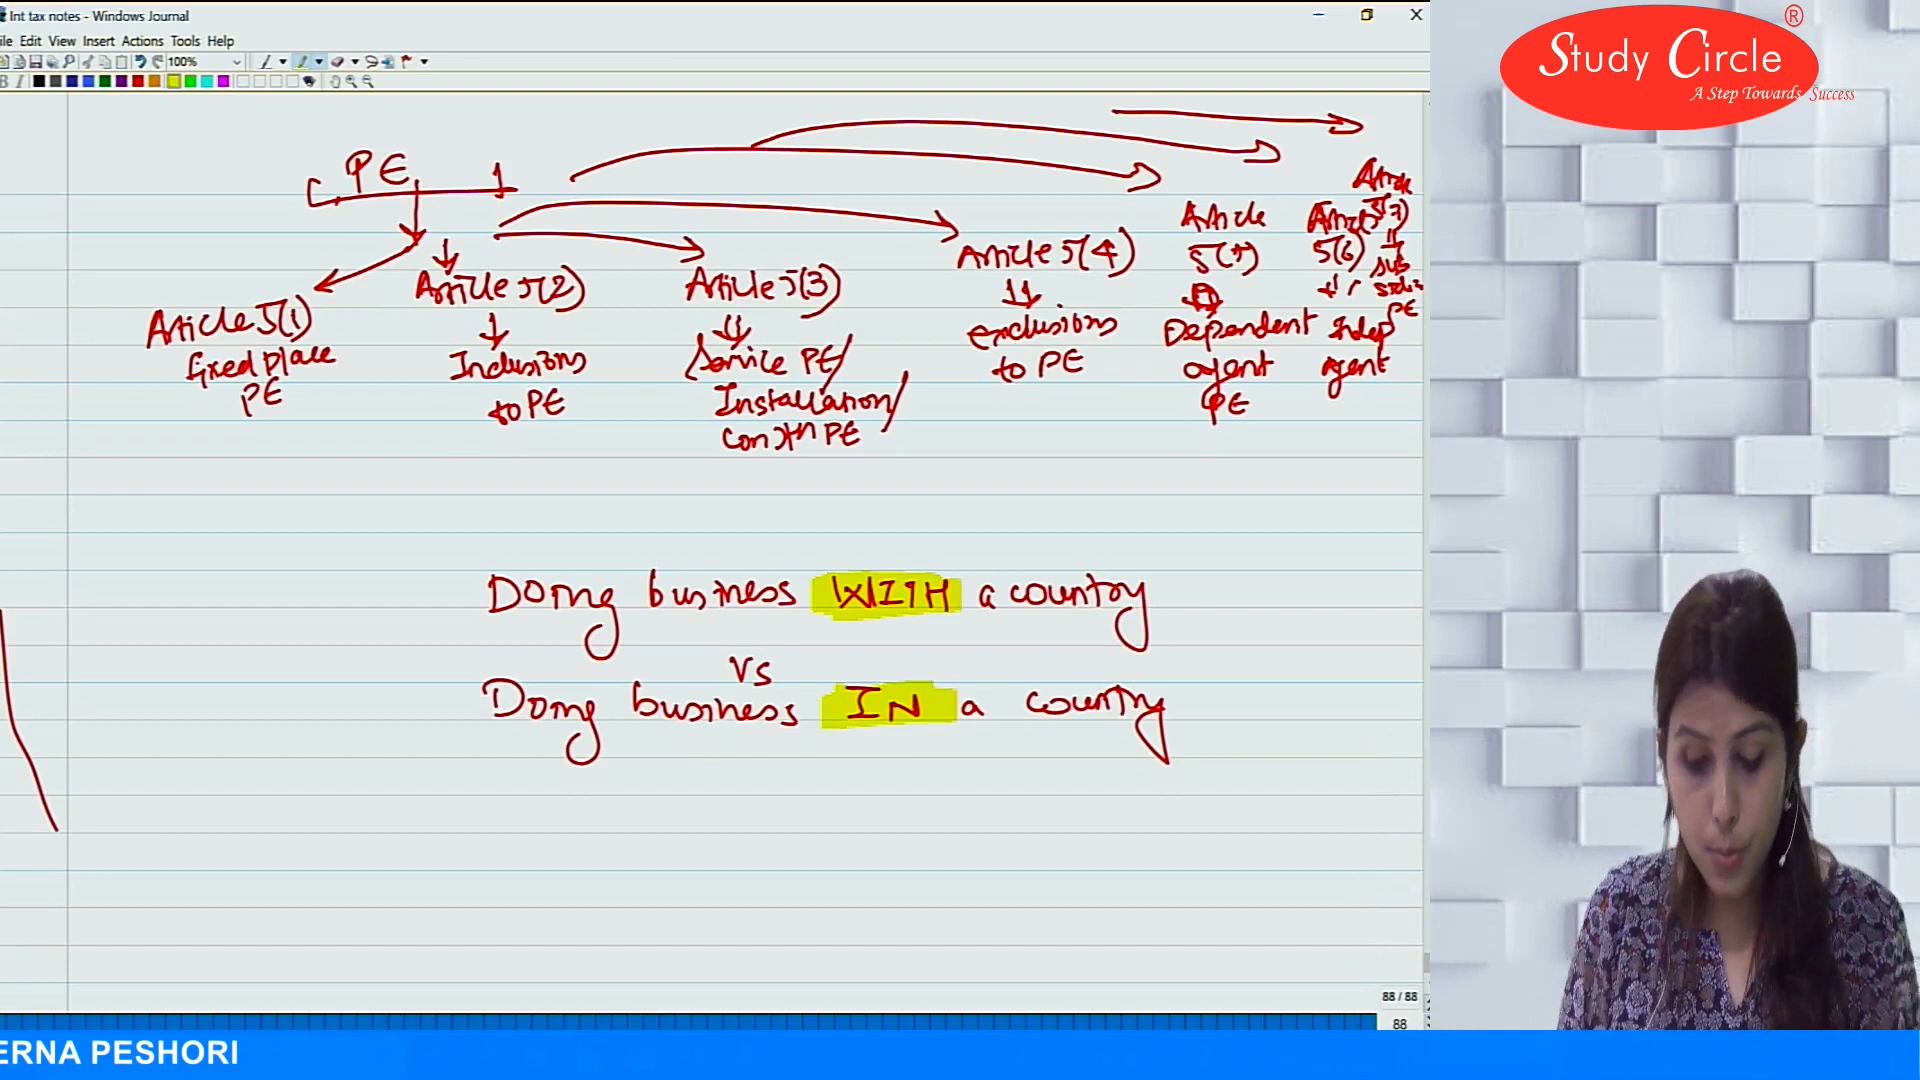 Int tax notes - Windows Journal
ile Edit View Insert Actions Tools Help
100%
B I
Study Circle ®
A Step Towards Success
PE
Article 5(1)
fixed place
PE
Article 5(2)
Inclusions
to PE
Article 5(3)
Service PE/
Installation/
constn PE
Article 5(4)
exclusions
to PE
Article
5(5)
Dependent
agent
PE
Article
5(6)
Indep
agent
Article
5(7)
PE
Doing business WITH a country
vs
Doing business IN a country
88 / 88
88
ERNA PESHORI